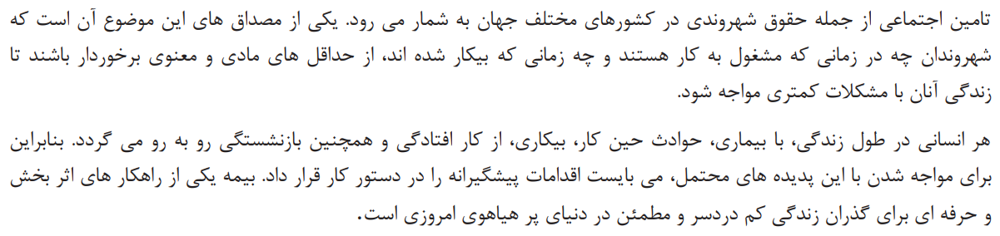 تامین اجتماعی از جمله حقوق شهروندی در کشورهای مختلف جهان به شمار می رود. یکی از مصداق های این موضوع آن است که
شهروندان چه در زمانی که مشغول به کار هستند و چه زمانی که بیکار شده اند، از حداقل های مادی و معنوی برخوردار باشند تا
زندگی آنان با مشکلات کمتری مواجه شود.
هر انسانی در طول زندگی، با بیماری، حوادث حین کار، بیکاری، از کار افتادگی و همچنین بازنشستگی رو به رو می گردد. بنابراین
برای مواجه شدن با این پدیده های محتمل، می بایست اقدامات پیشگیرانه را در دستور کار قرار داد. بیمه یکی از راهکار های اثر بخش
و حرفه ای برای گذران زندگی کم دردسر و مطمئن در دنیای پر هیاهوی امروزی است.